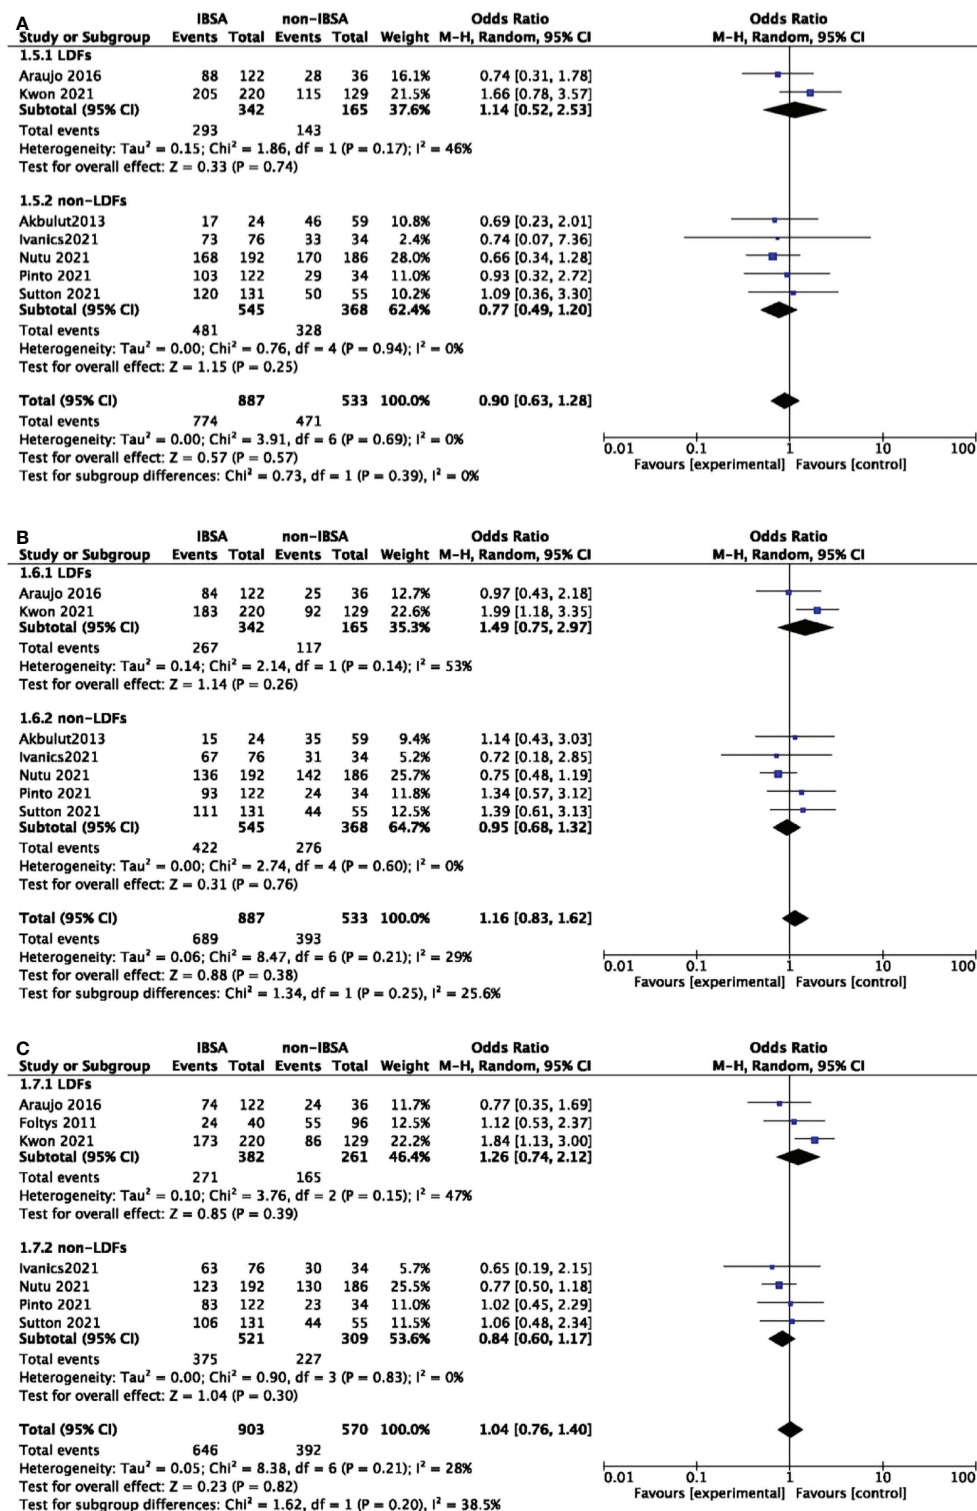 A
IBSA non-IBSA Odds Ratio Odds Ratio
Study or Subgroup Events Total Events Total Weight M-H, Random, 95% CI M-H, Random, 95% CI
1.5.1 LDFs
Araujo 2016 88 122 28 36 16.1% 0.74 [0.31, 1.78]
Kwon 2021 205 220 115 129 21.5% 1.66 [0.78, 3.57]
Subtotal (95% CI) 342 165 37.6% 1.14 [0.52, 2.53]
Total events 293 143
Heterogeneity: Tau² = 0.15; Chi² = 1.86, df = 1 (P = 0.17); I² = 46%
Test for overall effect: Z = 0.33 (P = 0.74)
1.5.2 non-LDFs
Akbulut2013 17 24 46 59 10.8% 0.69 [0.23, 2.01]
Ivanics2021 73 76 33 34 2.4% 0.74 [0.07, 7.36]
Nutu 2021 168 192 170 186 28.0% 0.66 [0.34, 1.28]
Pinto 2021 103 122 29 34 11.0% 0.93 [0.32, 2.72]
Sutton 2021 120 131 50 55 10.2% 1.09 [0.36, 3.30]
Subtotal (95% CI) 545 368 62.4% 0.77 [0.49, 1.20]
Total events 481 328
Heterogeneity: Tau² = 0.00; Chi² = 0.76, df = 4 (P = 0.94); I² = 0%
Test for overall effect: Z = 1.15 (P = 0.25)
Total (95% CI) 887 533 100.0% 0.90 [0.63, 1.28]
Total events 774 471
Heterogeneity: Tau² = 0.00; Chi² = 3.91, df = 6 (P = 0.69); I² = 0%
Test for overall effect: Z = 0.57 (P = 0.57)
Test for subgroup differences: Chi² = 0.73, df = 1 (P = 0.39), I² = 0%
0.01 0.1 1 10 100
Favours [experimental] Favours [control]
B
IBSA non-IBSA Odds Ratio Odds Ratio
Study or Subgroup Events Total Events Total Weight M-H, Random, 95% CI M-H, Random, 95% CI
1.6.1 LDFs
Araujo 2016 84 122 25 36 12.7% 0.97 [0.43, 2.18]
Kwon 2021 183 220 92 129 22.6% 1.99 [1.18, 3.35]
Subtotal (95% CI) 342 165 35.3% 1.49 [0.75, 2.97]
Total events 267 117
Heterogeneity: Tau² = 0.14; Chi² = 2.14, df = 1 (P = 0.14); I² = 53%
Test for overall effect: Z = 1.14 (P = 0.26)
1.6.2 non-LDFs
Akbulut2013 15 24 35 59 9.4% 1.14 [0.43, 3.03]
Ivanics2021 67 76 31 34 5.2% 0.72 [0.18, 2.85]
Nutu 2021 136 192 142 186 25.7% 0.75 [0.48, 1.19]
Pinto 2021 93 122 24 34 11.8% 1.34 [0.57, 3.12]
Sutton 2021 111 131 44 55 12.5% 1.39 [0.61, 3.13]
Subtotal (95% CI) 545 368 64.7% 0.95 [0.68, 1.32]
Total events 422 276
Heterogeneity: Tau² = 0.00; Chi² = 2.74, df = 4 (P = 0.60); I² = 0%
Test for overall effect: Z = 0.31 (P = 0.76)
Total (95% CI) 887 533 100.0% 1.16 [0.83, 1.62]
Total events 689 393
Heterogeneity: Tau² = 0.06; Chi² = 8.47, df = 6 (P = 0.21); I² = 29%
Test for overall effect: Z = 0.88 (P = 0.38)
Test for subgroup differences: Chi² = 1.34, df = 1 (P = 0.25), I² = 25.6%
0.01 0.1 1 10 100
Favours [experimental] Favours [control]
C
IBSA non-IBSA Odds Ratio Odds Ratio
Study or Subgroup Events Total Events Total Weight M-H, Random, 95% CI M-H, Random, 95% CI
1.7.1 LDFs
Araujo 2016 74 122 24 36 11.7% 0.77 [0.35, 1.69]
Foltys 2011 24 40 55 96 12.5% 1.12 [0.53, 2.37]
Kwon 2021 173 220 86 129 22.2% 1.84 [1.13, 3.00]
Subtotal (95% CI) 382 261 46.4% 1.26 [0.74, 2.12]
Total events 271 165
Heterogeneity: Tau² = 0.10; Chi² = 3.76, df = 2 (P = 0.15); I² = 47%
Test for overall effect: Z = 0.85 (P = 0.39)
1.7.2 non-LDFs
Ivanics2021 63 76 30 34 5.7% 0.65 [0.19, 2.15]
Nutu 2021 123 192 130 186 25.5% 0.77 [0.50, 1.18]
Pinto 2021 83 122 23 34 11.0% 1.02 [0.45, 2.29]
Sutton 2021 106 131 44 55 11.5% 1.06 [0.48, 2.34]
Subtotal (95% CI) 521 309 53.6% 0.84 [0.60, 1.17]
Total events 375 227
Heterogeneity: Tau² = 0.00; Chi² = 0.90, df = 3 (P = 0.83); I² = 0%
Test for overall effect: Z = 1.04 (P = 0.30)
Total (95% CI) 903 570 100.0% 1.04 [0.76, 1.40]
Total events 646 392
Heterogeneity: Tau² = 0.05; Chi² = 8.38, df = 6 (P = 0.21); I² = 28%
Test for overall effect: Z = 0.23 (P = 0.82)
Test for subgroup differences: Chi² = 1.62, df = 1 (P = 0.20), I² = 38.5%
0.01 0.1 1 10 100
Favours [experimental] Favours [control]